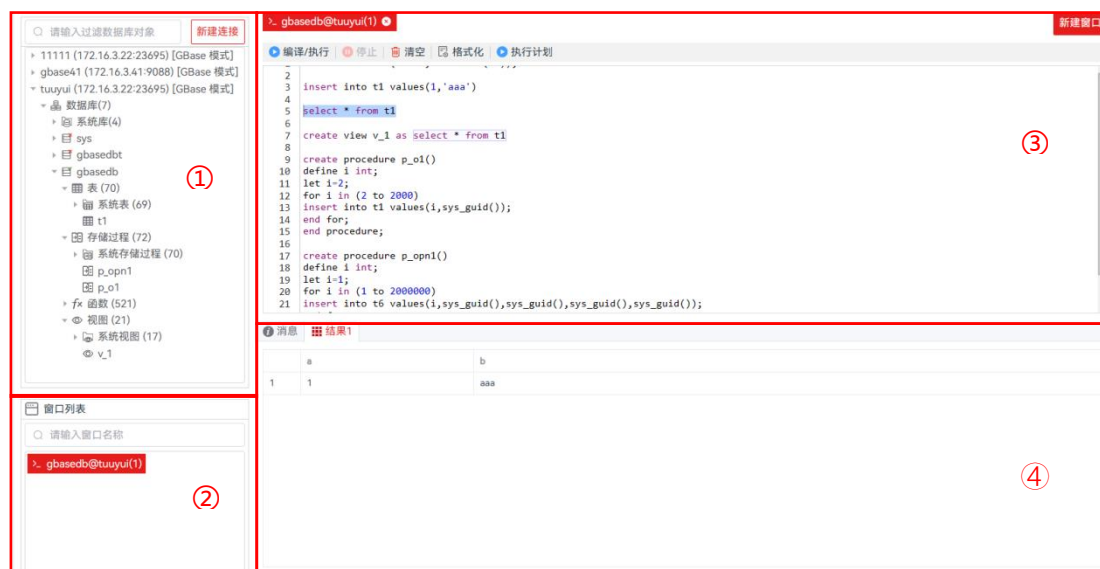 请输入过滤数据库对象 新建连接
11111 (172.16.3.22:23695) [GBase 模式]
gbase41 (172.16.3.41:9088) [GBase 模式]
tuuyui (172.16.3.22:23695) [GBase 模式]
数据库(7)
系统库(4)
sys
gbasedbt
gbasedb
表 (70)
系统表 (69)
t1
存储过程 (72)
系统存储过程 (70)
p_opn1
p_o1
fx 函数 (521)
视图 (21)
系统视图 (17)
v_1
①
窗口列表
请输入窗口名称
>_ gbasedb@tuuyui(1)
②
>_ gbasedb@tuuyui(1) 新建窗口
编译/执行 停止 清空 格式化 执行计划
2
3 insert into t1 values(1,'aaa')
4
5 select * from t1
6
7 create view v_1 as select * from t1
8
9 create procedure p_o1()
10 define i int;
11 let i=2;
12 for i in (2 to 2000)
13 insert into t1 values(i,sys_guid());
14 end for;
15 end procedure;
16
17 create procedure p_opn1()
18 define i int;
19 let i=1;
20 for i in (1 to 2000000)
21 insert into t6 values(i,sys_guid(),sys_guid(),sys_guid(),sys_guid());
③
消息 结果1
a b
1 1 aaa
④